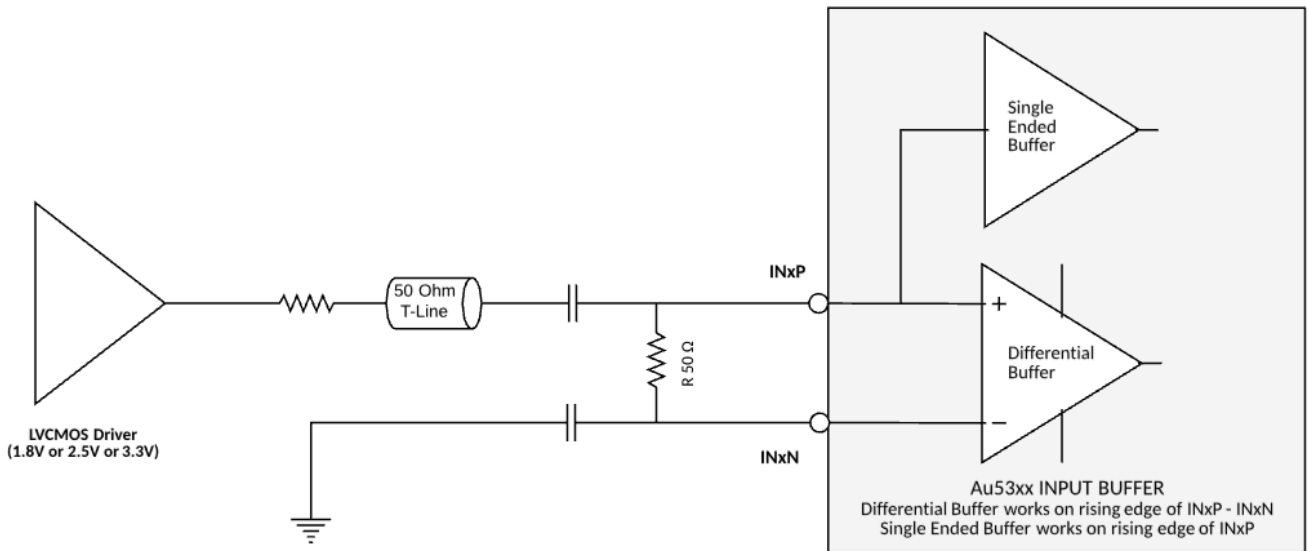 Single
Ended
Buffer
INxP
50 Ohm
T-Line
+
R 50 Ω
Differential
Buffer
−
LVCMOS Driver
(1.8V or 2.5V or 3.3V)
INxN
Au53xx INPUT BUFFER
Differential Buffer works on rising edge of INxP - INxN
Single Ended Buffer works on rising edge of INxP